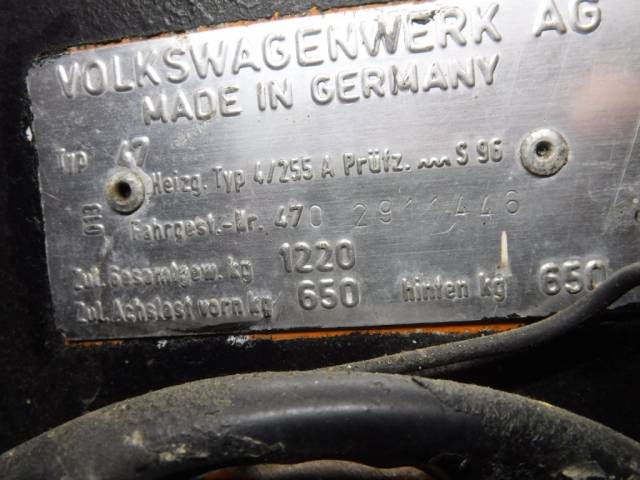 VOLKSWAGENWERK AG
MADE IN GERMANY
Typ 47
Heizg. Typ 4/255 A Prüfz. ~~~ S 96
Fahrgest.-Nr. 470 2911446
Zul. Gesamtgew. kg 1220
Zul. Achslast vorn kg 650 hinten kg 650